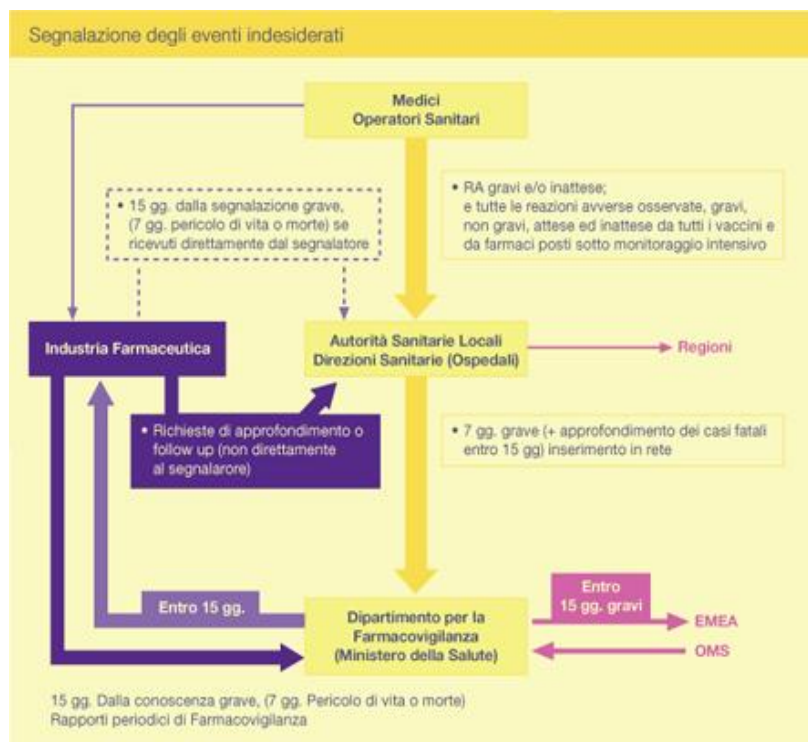 Segnalazione degli eventi indesiderati
Medici
Operatori Sanitari
• 15 gg. dalla segnalazione grave,
(7 gg. pericolo di vita o morte) se
ricevuti direttamente dal segnalatore
• RA gravi e/o inattese;
e tutte le reazioni avverse osservate, gravi,
non gravi, attese ed inattese da tutti i vaccini e
da farmaci posti sotto monitoraggio intensivo
Industria Farmaceutica
Autorità Sanitarie Locali
Direzioni Sanitarie (Ospedali)
Regioni
• Richieste di approfondimento o
follow up (non direttamente
al segnalarore)
• 7 gg. grave (+ approfondimento dei casi fatali
entro 15 gg) inserimento in rete
Entro 15 gg.
Dipartimento per la
Farmacovigilanza
(Ministero della Salute)
Entro
15 gg. gravi
EMEA
OMS
15 gg. Dalla conoscenza grave, (7 gg. Pericolo di vita o morte)
Rapporti periodici di Farmacovigilanza